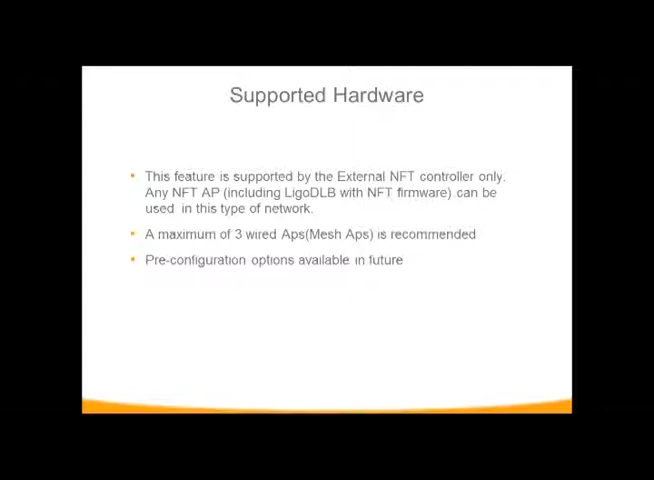 Supported Hardware
• This feature is supported by the External NFT controller only.
Any NFT AP (including LigoDLB with NFT firmware) can be
used in this type of network.
• A maximum of 3 wired Aps(Mesh Aps) is recommended
• Pre-configuration options available in future